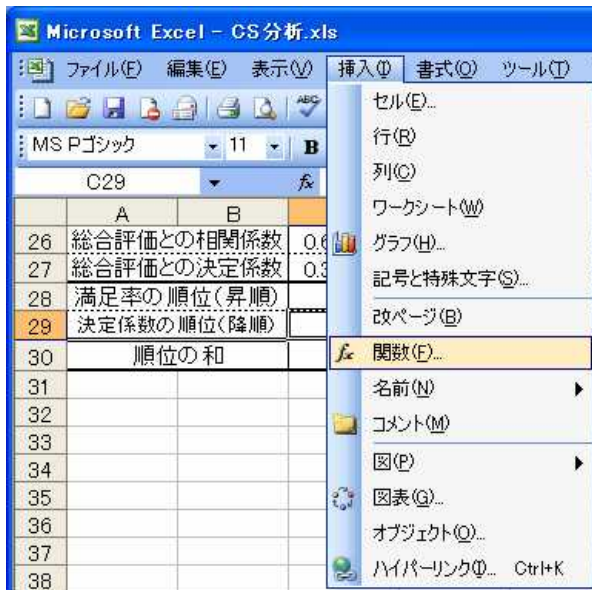 Microsoft Excel - CS分析.xls
ファイル(F) 編集(E) 表示(V) 挿入(I) 書式(O) ツール(T)
ABC
MS Pゴシック 11 B
C29 fx
A B
26 総合評価との相関係数 0.6
27 総合評価との決定係数 0.3
28 満足率の順位(昇順)
29 決定係数の順位(降順)
30 順位の和
31
32
33
34
35
36
37
38
セル(E)...
行(R)
列(C)
ワークシート(W)
グラフ(H)...
記号と特殊文字(S)...
改ページ(B)
fx 関数(F)...
名前(N)
コメント(M)
図(P)
図表(G)...
オブジェクト(O)...
ハイパーリンク(I)... Ctrl+K